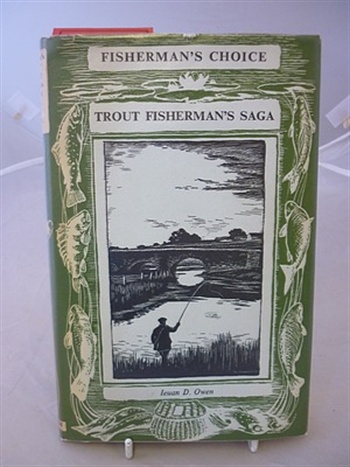 FISHERMAN'S CHOICE
TROUT FISHERMAN'S SAGA
Ieuan D. Owen